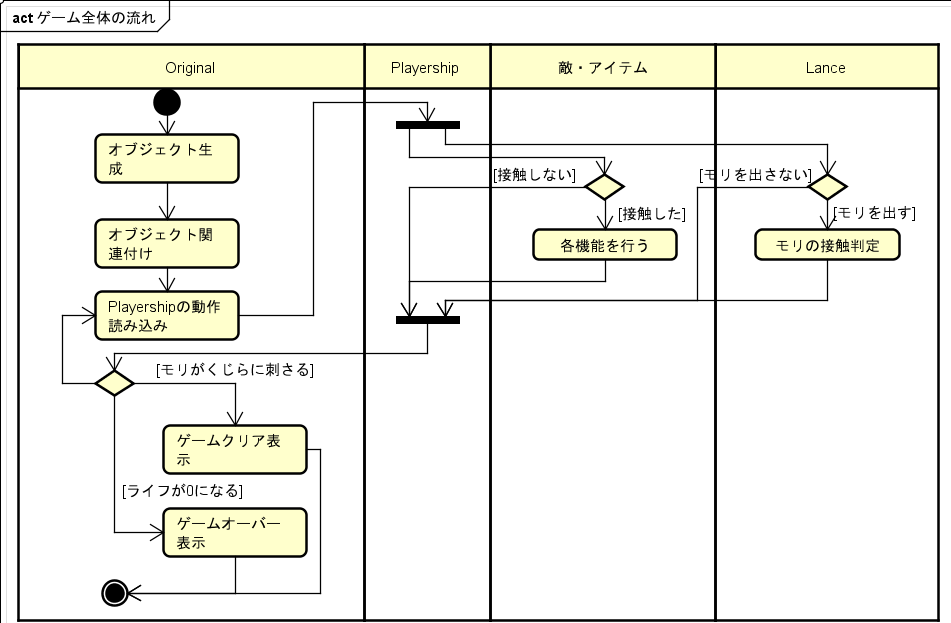 act ゲーム全体の流れ
Original
Playership
敵・アイテム
Lance
オブジェクト生
成
オブジェクト関
連付け
Playershipの動作
読み込み
[接触しない]
[接触した]
各機能を行う
[モリを出さない]
[モリを出す]
モリの接触判定
[モリがくじらに刺さる]
ゲームクリア表
示
[ライフが0になる]
ゲームオーバー
表示